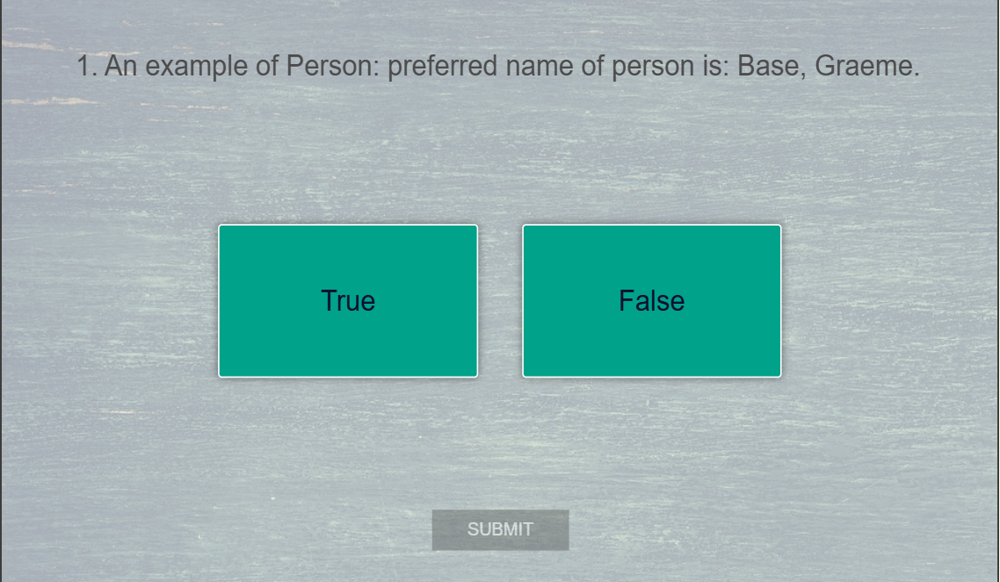 1. An example of Person: preferred name of person is: Base, Graeme.
True
False
SUBMIT